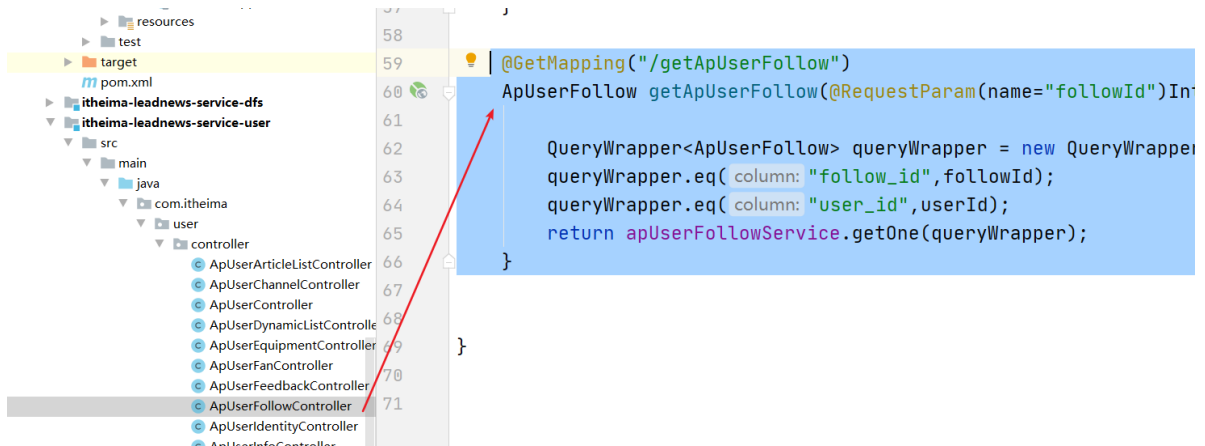 resources
test
target
pom.xml
itheima-leadnews-service-dfs
itheima-leadnews-service-user
src
main
java
com.itheima
user
controller
ApUserArticleListController
ApUserChannelController
ApUserController
ApUserDynamicListControlle
ApUserEquipmentController
ApUserFanController
ApUserFeedbackController
ApUserFollowController
ApUserIdentityController
58
59 @GetMapping("/getApUserFollow")
60 ApUserFollow getApUserFollow(@RequestParam(name="followId")Int
61
62 QueryWrapper<ApUserFollow> queryWrapper = new QueryWrapper
63 queryWrapper.eq( column: "follow_id",followId);
64 queryWrapper.eq( column: "user_id",userId);
65 return apUserFollowService.getOne(queryWrapper);
66 }
67
68
69 }
70
71